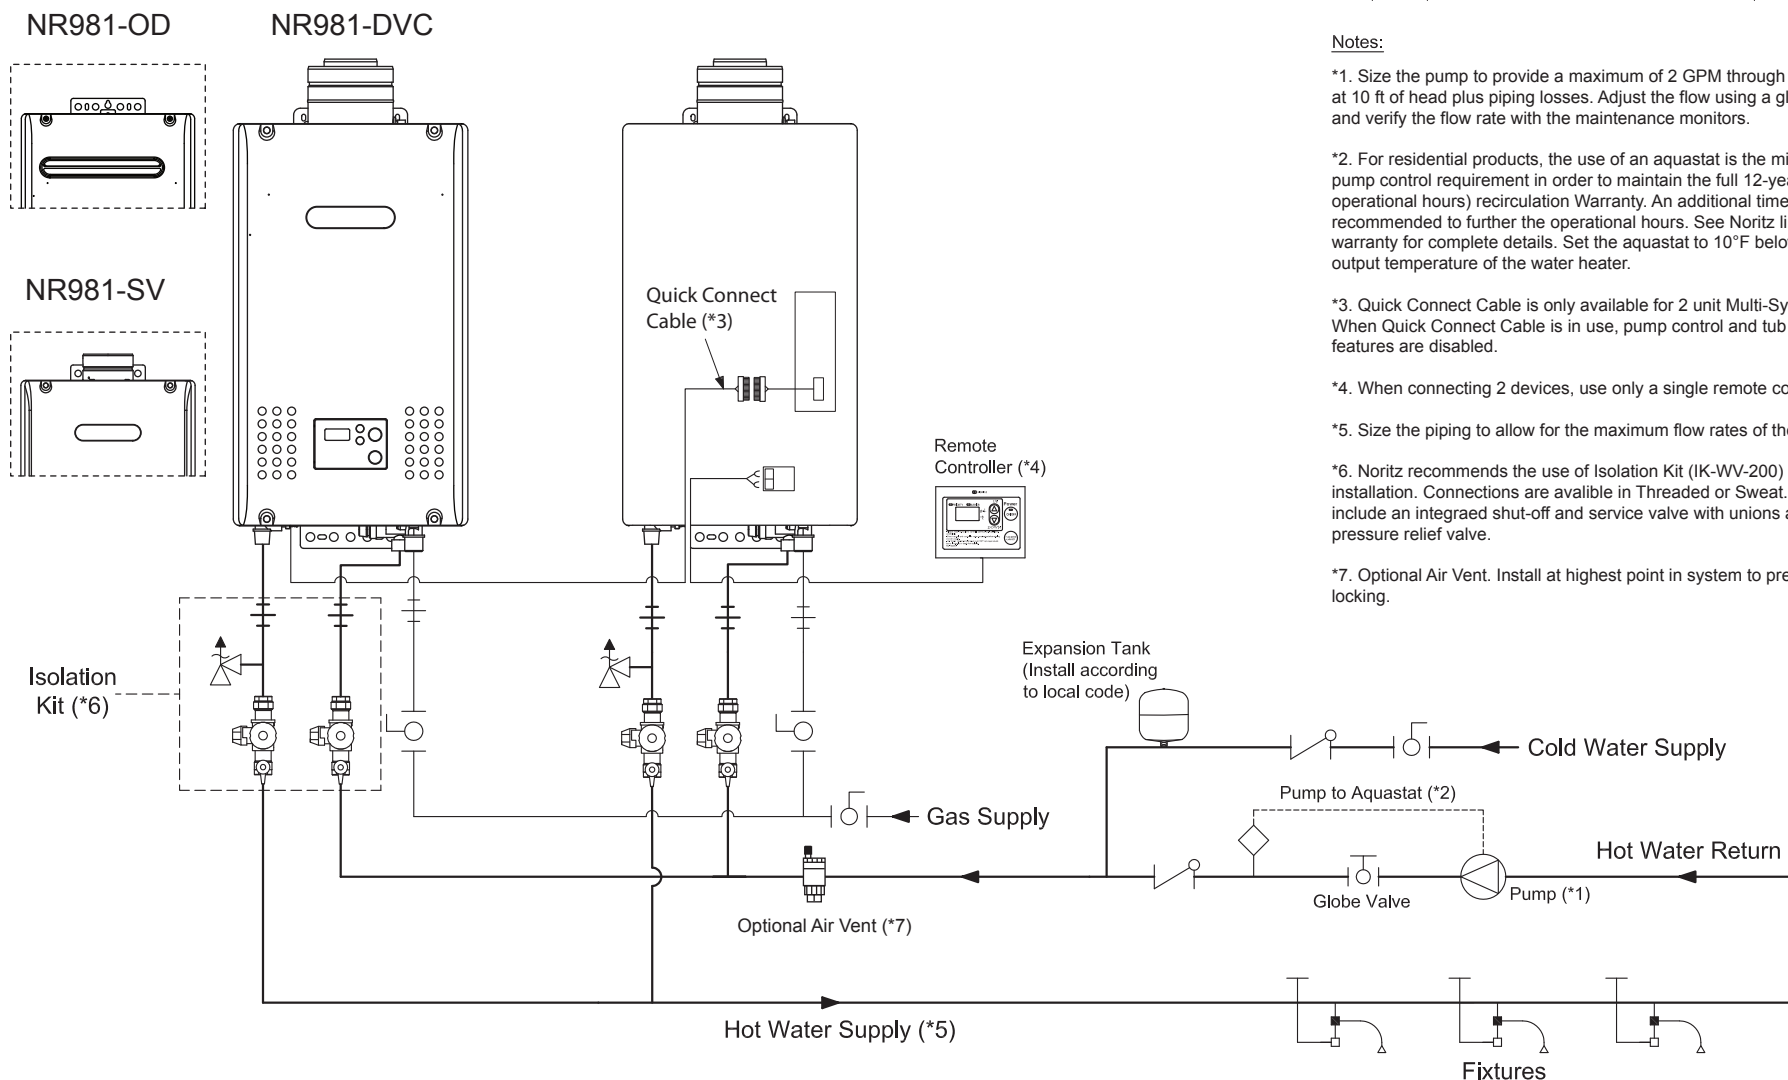 NR981-OD
NR981-DVC
NR981-SV
Notes:
*1. Size the pump to provide a maximum of 2 GPM through
at 10 ft of head plus piping losses. Adjust the flow using a gl
and verify the flow rate with the maintenance monitors.
*2. For residential products, the use of an aquastat is the mi
pump control requirement in order to maintain the full 12-yea
operational hours) recirculation Warranty. An additional time
recommended to further the operational hours. See Noritz li
warranty for complete details. Set the aquastat to 10°F belo
output temperature of the water heater.
*3. Quick Connect Cable is only available for 2 unit Multi-Sy
When Quick Connect Cable is in use, pump control and tub
features are disabled.
*4. When connecting 2 devices, use only a single remote co
*5. Size the piping to allow for the maximum flow rates of the
*6. Noritz recommends the use of Isolation Kit (IK-WV-200)
installation. Connections are avalible in Threaded or Sweat.
include an integraed shut-off and service valve with unions a
pressure relief valve.
*7. Optional Air Vent. Install at highest point in system to pre
locking.
Quick Connect
Cable (*3)
Remote
Controller (*4)
Isolation
Kit (*6)
Expansion Tank
(Install according
to local code)
Cold Water Supply
Pump to Aquastat (*2)
Gas Supply
Hot Water Return
Globe Valve
Pump (*1)
Optional Air Vent (*7)
Hot Water Supply (*5)
Fixtures